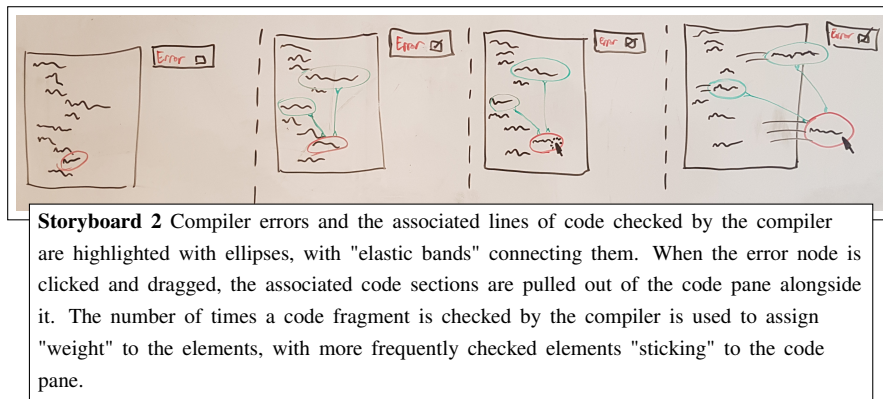 Error
Error
Error
Error
Storyboard 2 Compiler errors and the associated lines of code checked by the compiler
are highlighted with ellipses, with "elastic bands" connecting them. When the error node is
clicked and dragged, the associated code sections are pulled out of the code pane alongside
it. The number of times a code fragment is checked by the compiler is used to assign
"weight" to the elements, with more frequently checked elements "sticking" to the code
pane.